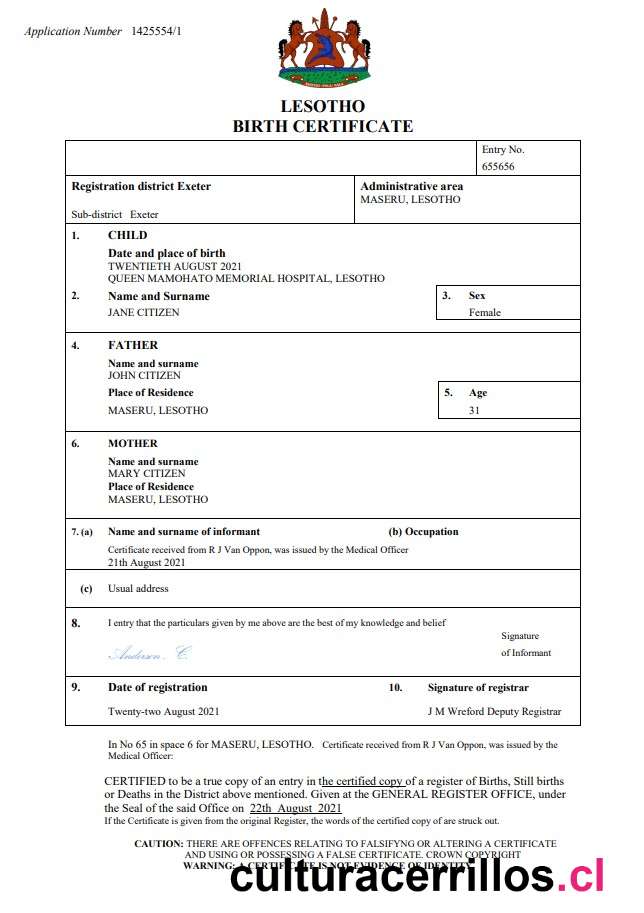 Application Number 1425554/1
LESOTHO
BIRTH CERTIFICATE
Entry No.
655656
Registration district Exeter
Administrative area
MASERU, LESOTHO
Sub-district Exeter
1. CHILD
Date and place of birth
TWENTIETH AUGUST 2021
QUEEN MAMOHATO MEMORIAL HOSPITAL, LESOTHO
2. Name and Surname
3. Sex
JANE CITIZEN
Female
4. FATHER
Name and surname
JOHN CITIZEN
Place of Residence
5. Age
MASERU, LESOTHO
31
6. MOTHER
Name and surname
MARY CITIZEN
Place of Residence
MASERU, LESOTHO
7. (a) Name and surname of informant
(b) Occupation
Certificate received from R J Van Oppon, was issued by the Medical Officer
21th August 2021
(c) Usual address
8. I entry that the particulars given by me above are the best of my knowledge and belief
Signature
of Informant
Anderson, C
9. Date of registration
10. Signature of registrar
Twenty-two August 2021
J M Wreford Deputy Registrar
In No 65 in space 6 for MASERU, LESOTHO. Certificate received from R J Van Oppon, was issued by the
Medical Officer:
CERTIFIED to be a true copy of an entry in the certified copy of a register of Births, Still births
or Deaths in the District above mentioned. Given at the GENERAL REGISTER OFFICE, under
the Seal of the said Office on 22th August 2021
If the Certificate is given from the original Register, the words of the certified copy of are struck out.
CAUTION: THERE ARE OFFENCES RELATING TO FALSIFYNG OR ALTERING A CERTIFICATE
AND USING OR POSSESSING A FALSE CERTIFICATE. CROWN COPYRIGHT
WARNING: A CERTIFICATE IS NOT EVIDENCE OF IDENTITY
culturacerrillos.cl